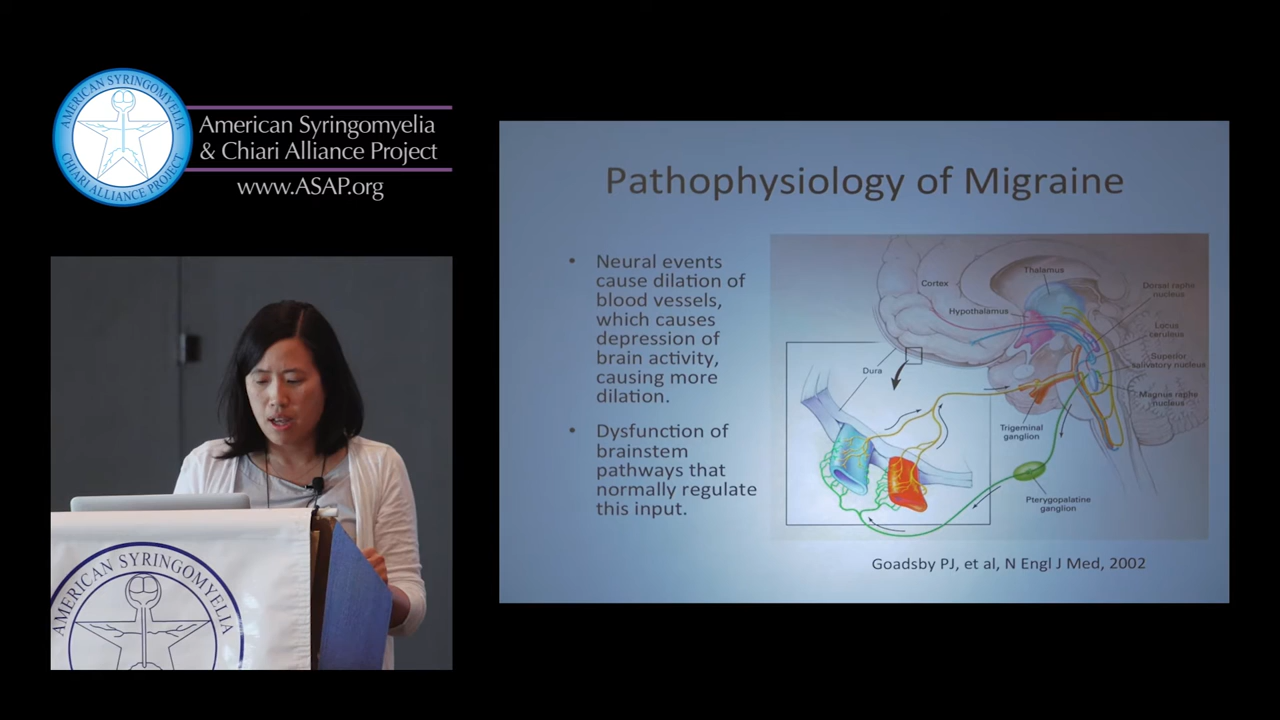 AMERICAN SYRINGOMYELIA
CHIARI ALLIANCE PROJECT
American Syringomyelia
& Chiari Alliance Project
www.ASAP.org
AMERICAN SYRINGOMYELIA
Pathophysiology of Migraine
• Neural events
cause dilation of
blood vessels,
which causes
depression of
brain activity,
causing more
dilation.
• Dysfunction of
brainstem
pathways that
normally regulate
this input.
Cortex
Thalamus
Hypothalamus
Dorsal raphe
nucleus
Locus
ceruleus
Superior
salivatory nucleus
Magnus raphe
nucleus
Dura
Trigeminal
ganglion
Pterygopalatine
ganglion
Goadsby PJ, et al, N Engl J Med, 2002